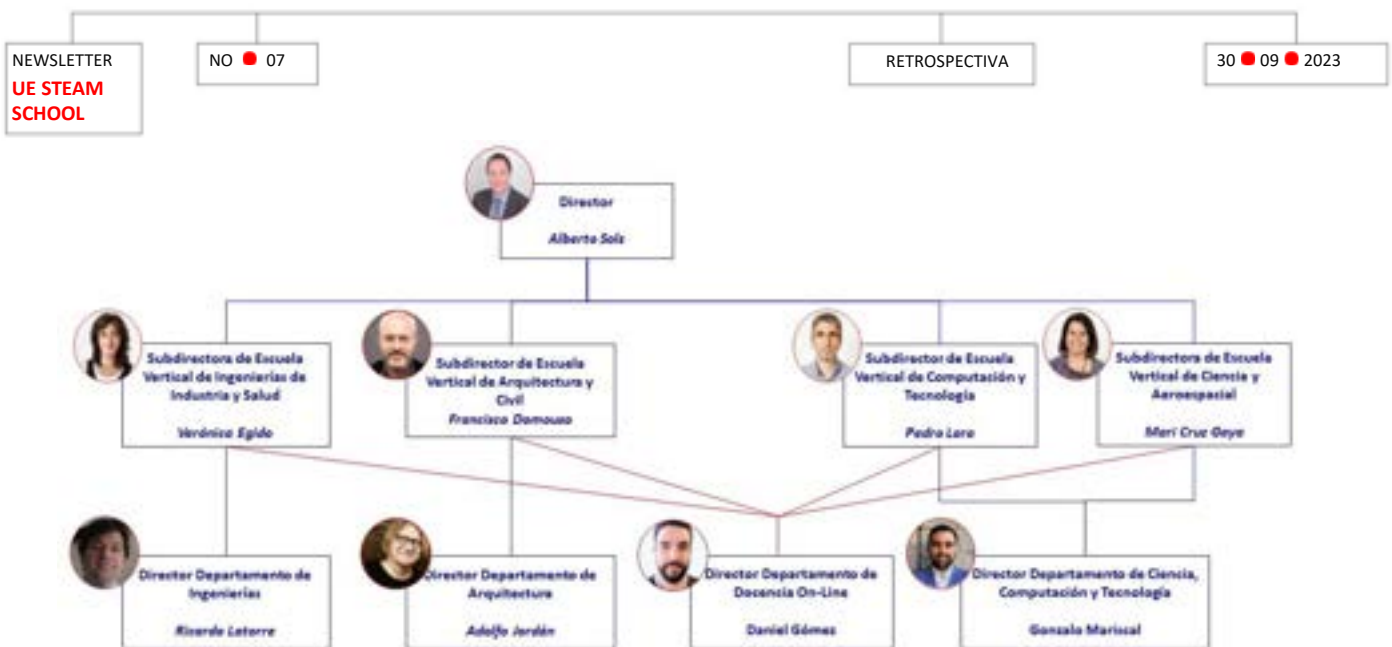 NEWSLETTER
UE STEAM
SCHOOL
NO 07
RETROSPECTIVA
30 09 2023
Director
Alberto Sols
Subdirectora de Escuela
Vertical de Ingenierías de
Industria y Salud
Verónica Egido
Subdirector de Escuela
Vertical de Arquitectura y
Civil
Francisco Domouso
Subdirector de Escuela
Vertical de Computación y
Tecnología
Pedro Lara
Subdirectora de Escuela
Vertical de Ciencia y
Aeroespacial
Mari Cruz Gaya
Director Departamento de
Ingenierías
Ricardo Latorre
Director Departamento de
Arquitectura
Adolfo Jordán
Director Departamento de
Docencia On-Line
Daniel Gómez
Director Departamento de Ciencia,
Computación y Tecnología
Gonzalo Mariscal